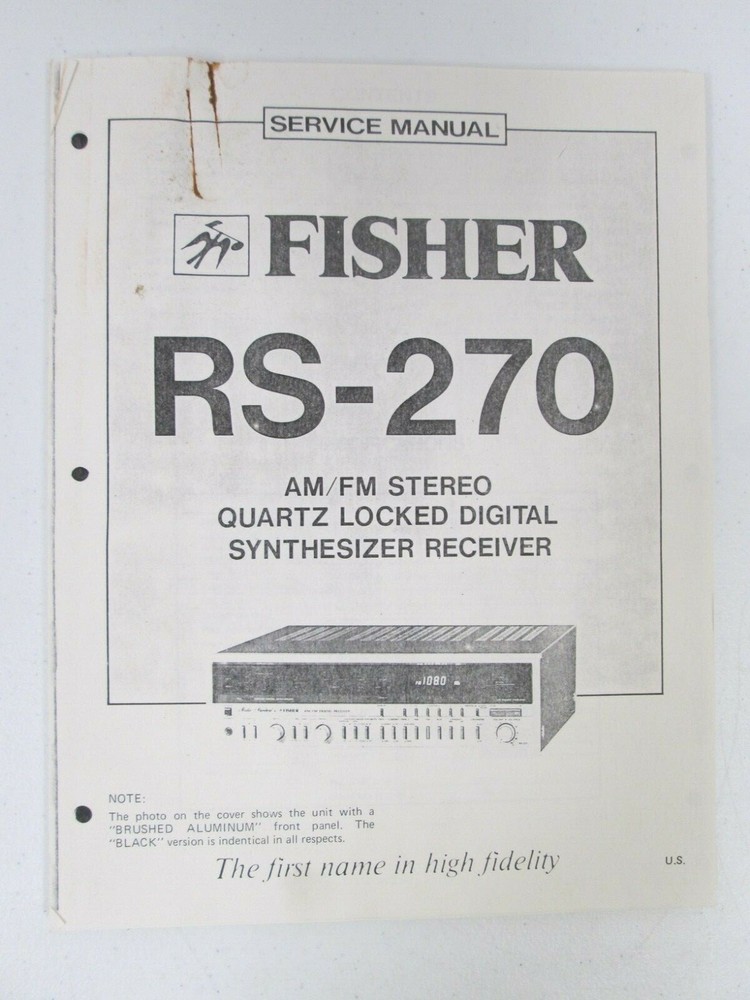 SERVICE MANUAL
FISHER
RS-270
AM/FM STEREO
QUARTZ LOCKED DIGITAL
SYNTHESIZER RECEIVER
1080
FISHER
NOTE:
The photo on the cover shows the unit with a
"BRUSHED ALUMINUM" front panel. The
"BLACK" version is indentical in all respects.
The first name in high fidelity
U.S.